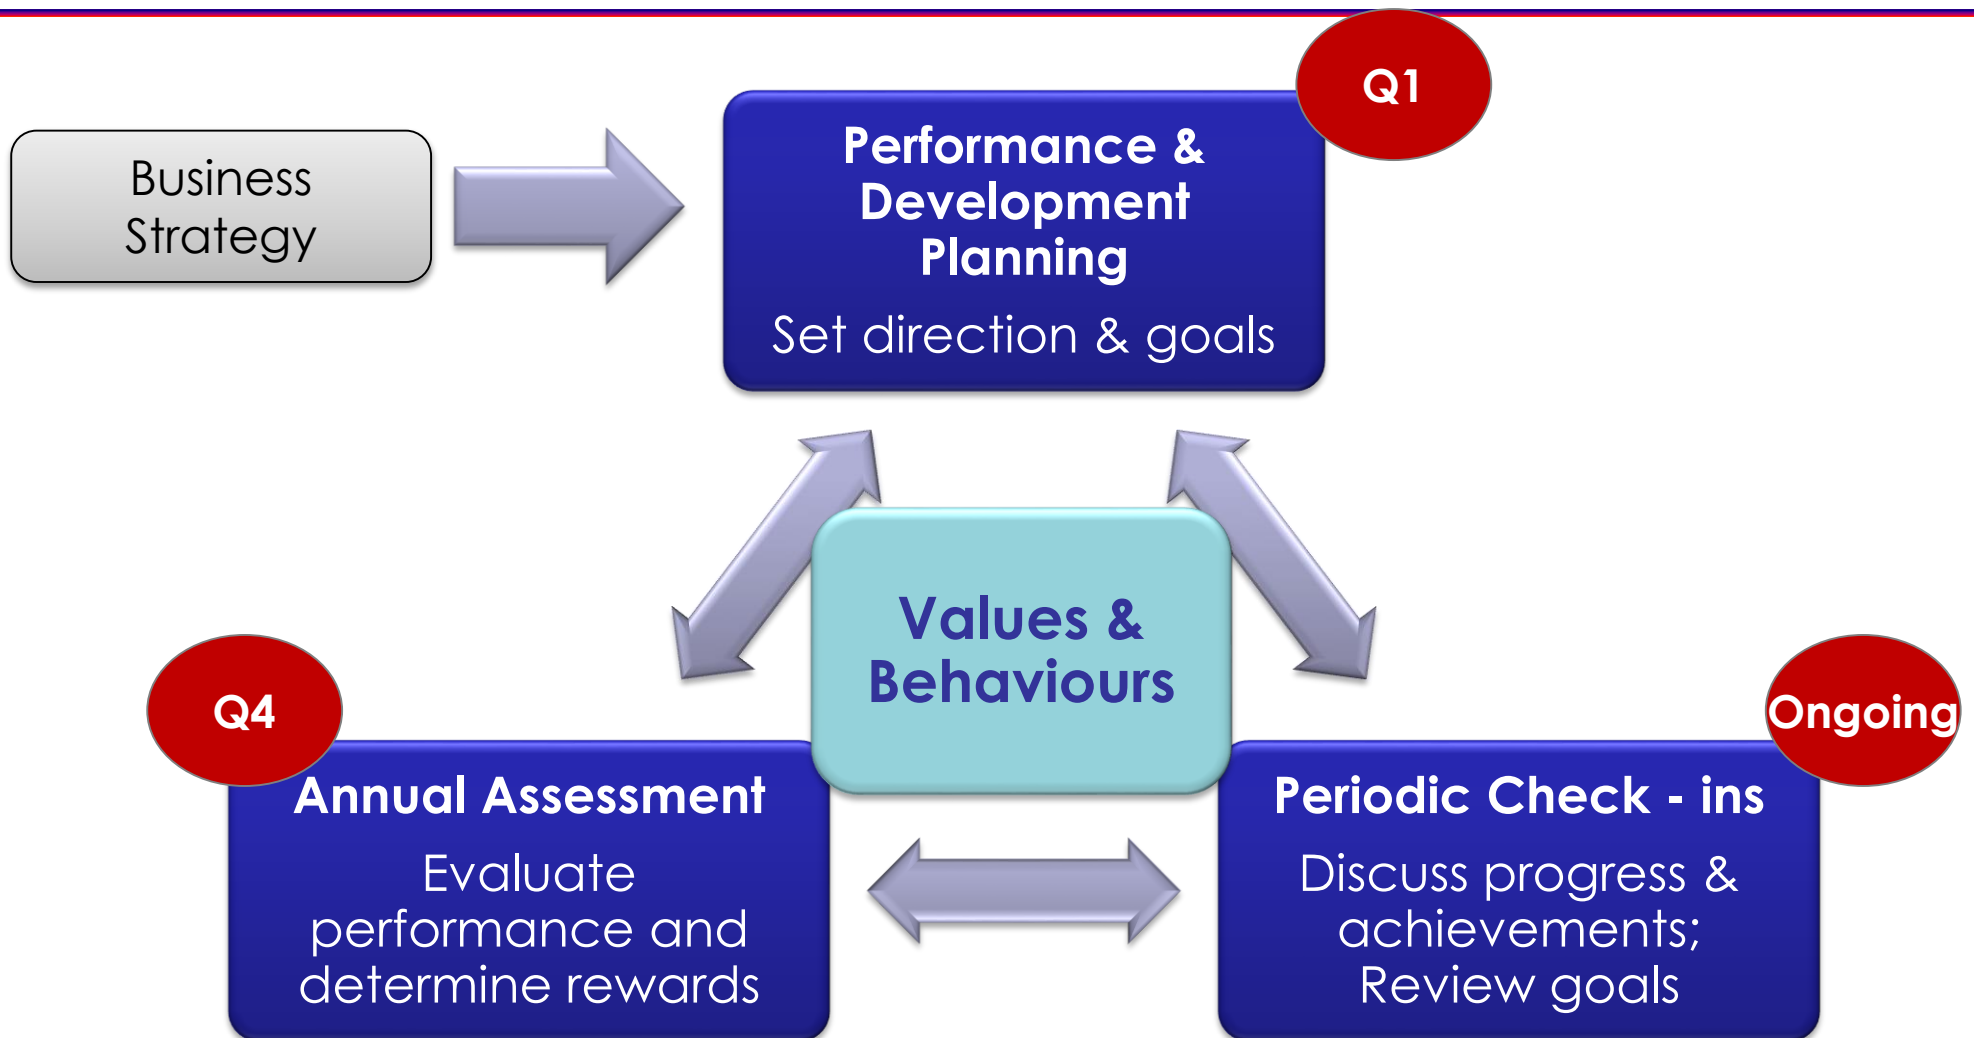 Q1
Business
Strategy
Performance &
Development
Planning
Set direction & goals
Values &
Behaviours
Q4
Annual Assessment
Evaluate
performance and
determine rewards
Ongoing
Periodic Check - ins
Discuss progress &
achievements;
Review goals